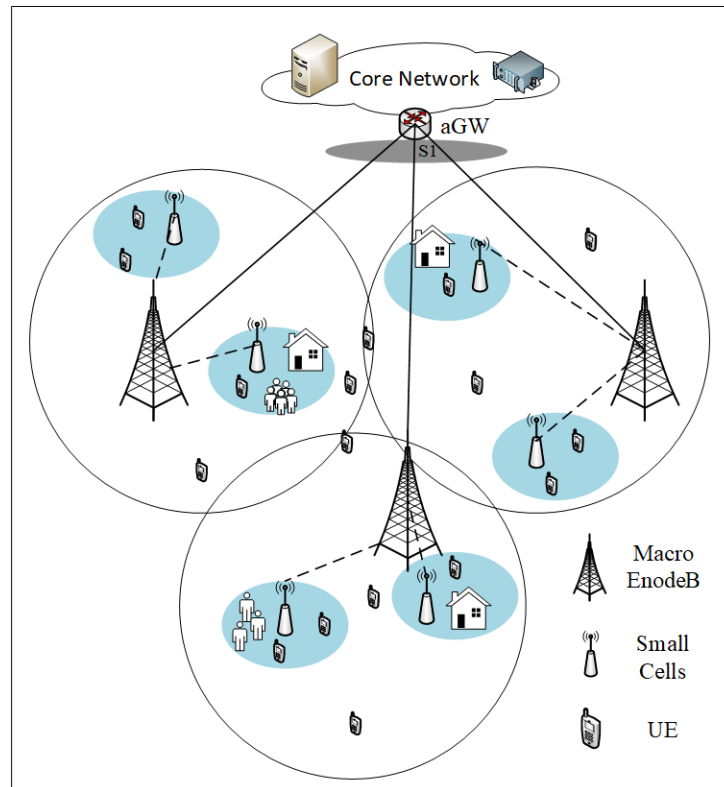 Core Network
aGW
S1
Macro
EnodeB
Small
Cells
UE